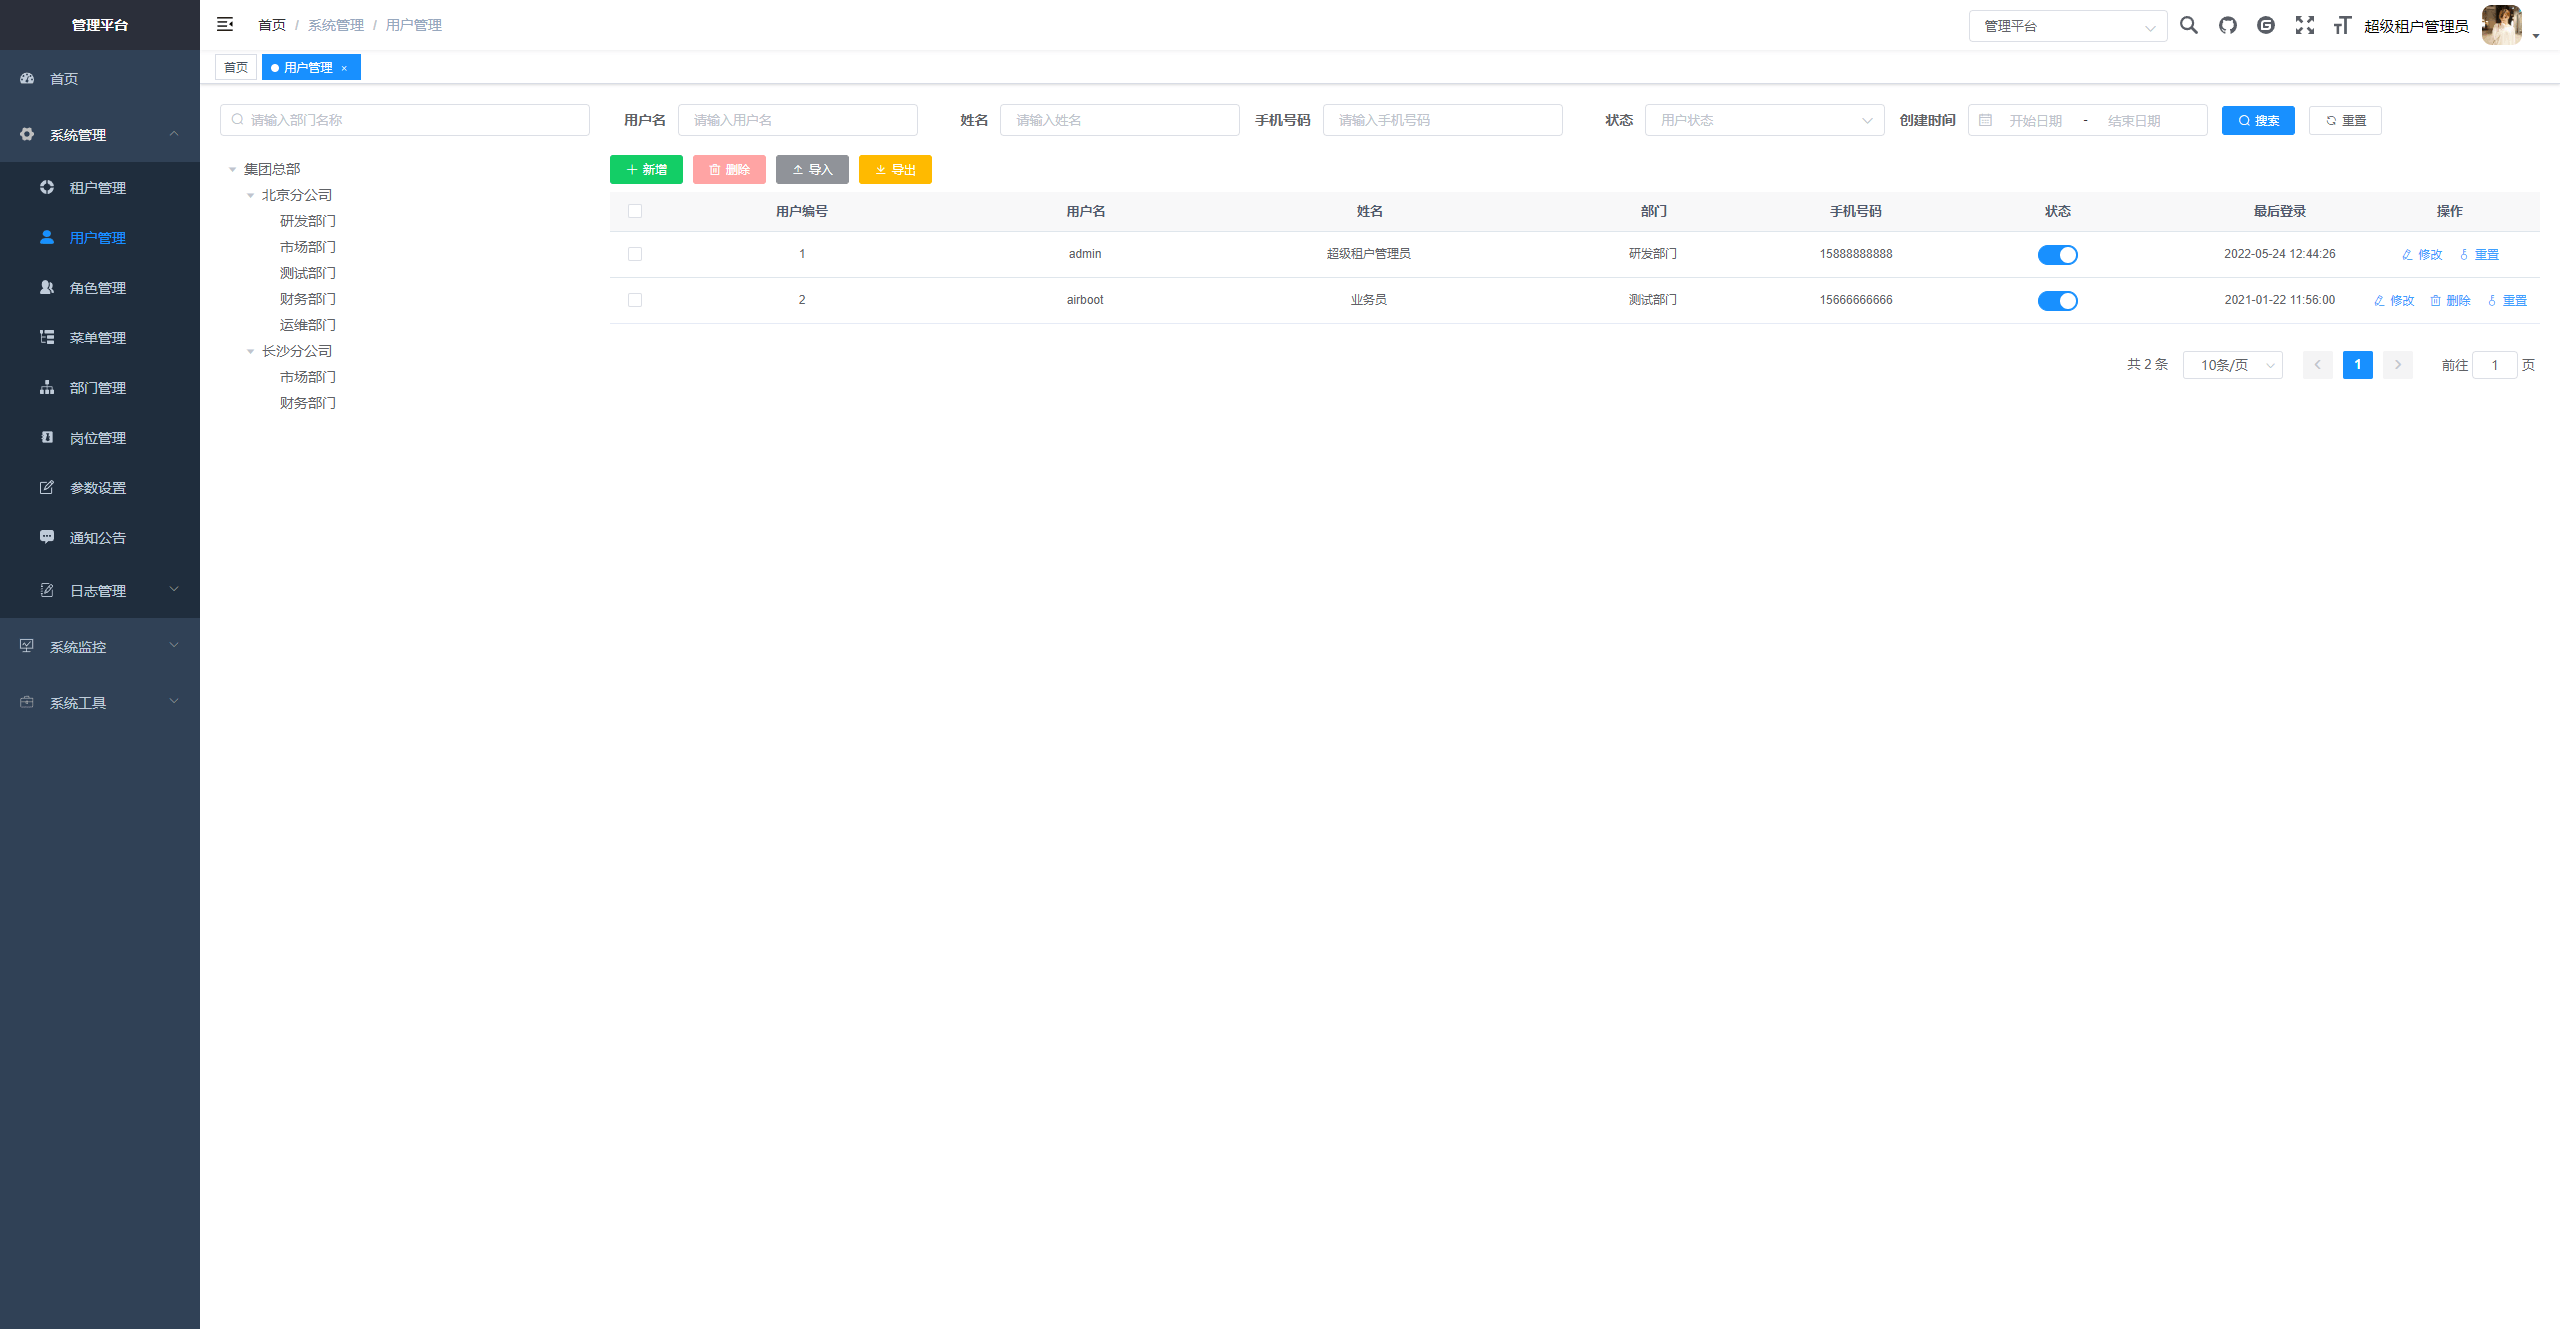 管理平台
首页 / 系统管理 / 用户管理
管理平台
超级租户管理员
首页
用户管理 ×
首页
系统管理
租户管理
用户管理
角色管理
菜单管理
部门管理
岗位管理
参数设置
通知公告
日志管理
系统监控
系统工具
请输入部门名称
集团总部
北京分公司
研发部门
市场部门
测试部门
财务部门
运维部门
长沙分公司
市场部门
财务部门
用户名 请输入用户名 姓名 请输入姓名 手机号码 请输入手机号码 状态 用户状态 创建时间 开始日期 - 结束日期 搜索 重置
新增 删除 导入 导出
用户编号 用户名 姓名 部门 手机号码 状态 最后登录 操作
1 admin 超级租户管理员 研发部门 15888888888 2022-05-24 12:44:26 修改 重置
2 airboot 业务员 测试部门 15666666666 2021-01-22 11:56:00 修改 删除 重置
共 2 条 10条/页 1 前往 1 页